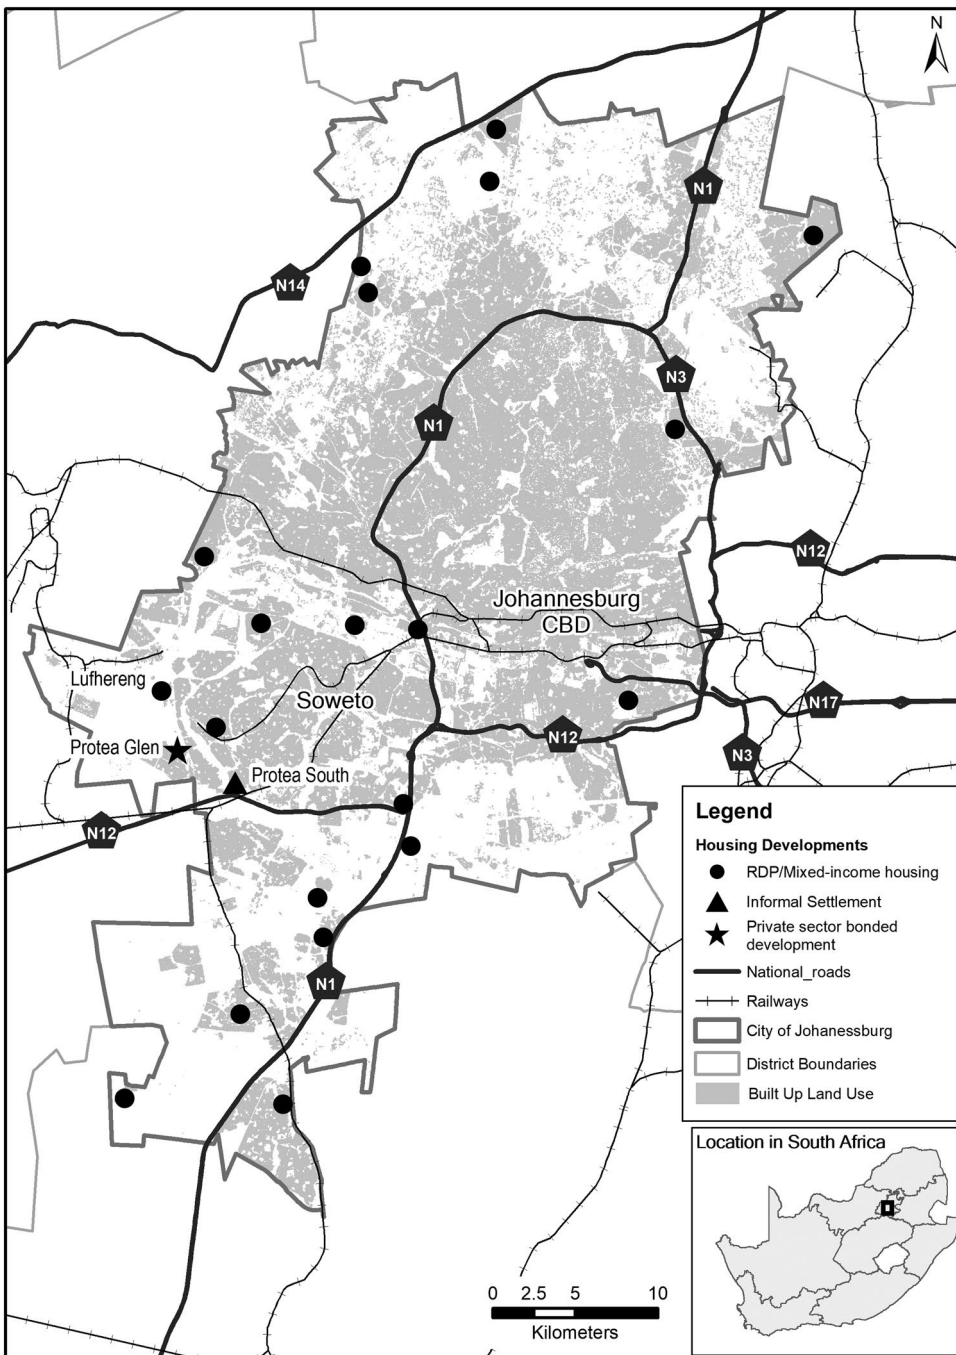 N
N1
N14
N3
N1
N12
Johannesburg
CBD
Lufhereng
Soweto
N17
Protea Glen
N12
N3
Protea South
N12
N1
Legend
Housing Developments
RDP/Mixed-income housing
Informal Settlement
Private sector bonded
development
National_roads
Railways
City of Johanessburg
District Boundaries
Built Up Land Use
Location in South Africa
0 2.5 5 10
Kilometers